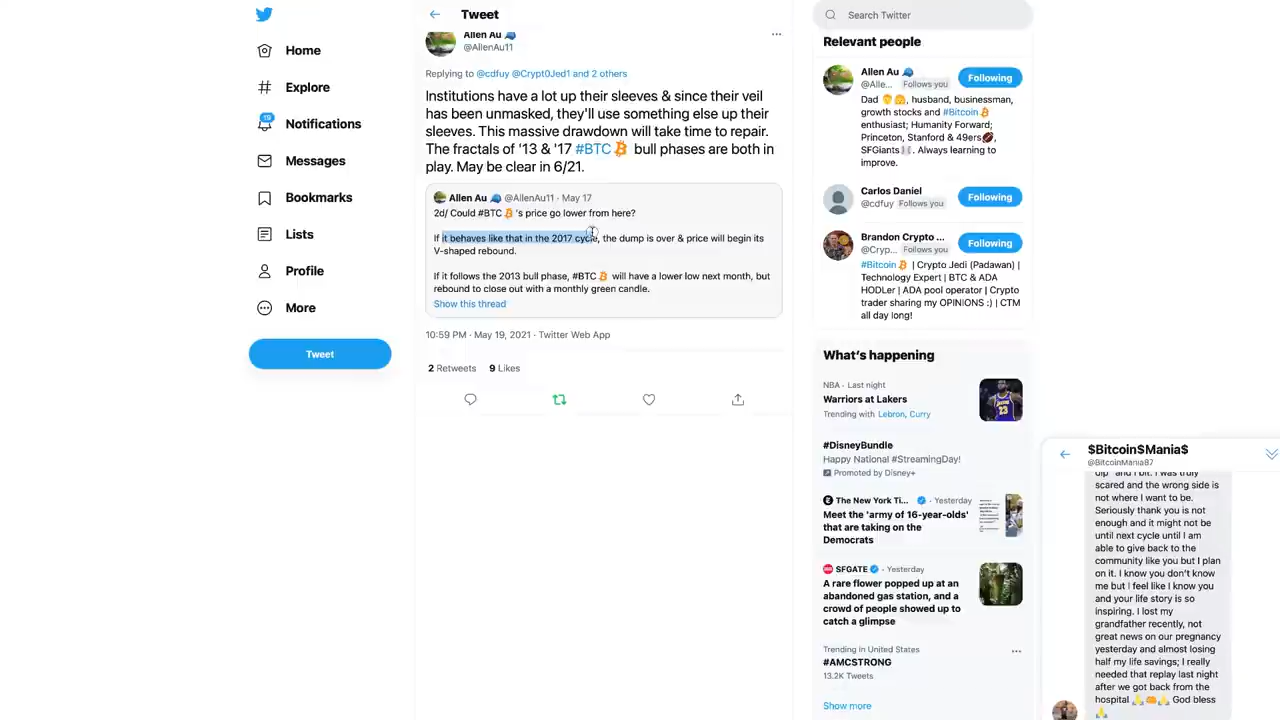 Home
Explore
19
Notifications
Messages
Bookmarks
Lists
Profile
More
Tweet
Tweet
Allen Au
@AllenAu11
Replying to @cdfuy @Crypt0Jed1 and 2 others
Institutions have a lot up their sleeves & since their veil
has been unmasked, they'll use something else up their
sleeves. This massive drawdown will take time to repair.
The fractals of '13 & '17 #BTC bull phases are both in
play. May be clear in 6/21.
Allen Au @AllenAu11 · May 17
2d/ Could #BTC 's price go lower from here?
If it behaves like that in the 2017 cycle, the dump is over & price will begin its
V-shaped rebound.
If it follows the 2013 bull phase, #BTC will have a lower low next month, but
rebound to close out with a monthly green candle.
Show this thread
10:59 PM · May 19, 2021 · Twitter Web App
2 Retweets 9 Likes
Search Twitter
Relevant people
Allen Au
@Alle... Follows you
Following
Dad , husband, businessman,
growth stocks and #Bitcoin
enthusiast; Humanity Forward;
Princeton, Stanford & 49ers ,
SFGiants . Always learning to
improve.
Carlos Daniel
@cdfuy Follows you
Following
Brandon Crypto ...
@Cryp... Follows you
Following
#Bitcoin | Crypto Jedi (Padawan) |
Technology Expert | BTC & ADA
HODLer | ADA pool operator | Crypto
trader sharing my OPINIONS :) | CTM
all day long!
What's happening
NBA · Last night
Warriors at Lakers
Trending with Lebron, Curry
23
#DisneyBundle
Happy National #StreamingDay!
Promoted by Disney+
The New York Ti... · Yesterday
Meet the 'army of 16-year-olds'
that are taking on the
Democrats
SFGATE · Yesterday
A rare flower popped up at an
abandoned gas station, and a
crowd of people showed up to
catch a glimpse
Trending in United States
#AMCSTRONG
13.2K Tweets
Show more
$Bitcoin$Mania$
@BitcoinMania87
dip" and I bit. I was truly
scared and the wrong side is
not where I want to be.
Seriously thank you is not
enough and it might not be
until next cycle until I am
able to give back to the
community like you but I plan
on it. I know you don't know
me but I feel like I know you
and your life story is so
inspiring. I lost my
grandfather recently, not
great news on our pregnancy
yesterday and almost losing
half my life savings; I really
needed that replay last night
after we got back from the
hospital God bless